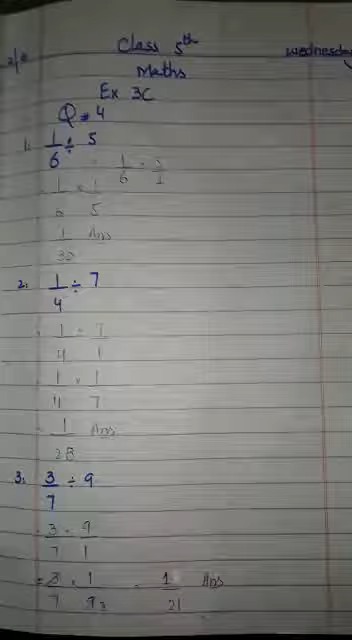 Class 5th Wednesday
Maths
Ex 3C
Q = 4
1. 1/6 ÷ 5
= 1/6 ÷ 5/1
1/6 × 1/5
1/30 Ans
2. 1/4 ÷ 7
1/4 ÷ 7/1
1/4 × 1/7
1/28 Ans
3. 3/7 ÷ 9
3/7 ÷ 9/1
= 3/7 × 1/9 3 = 1/21 Ans